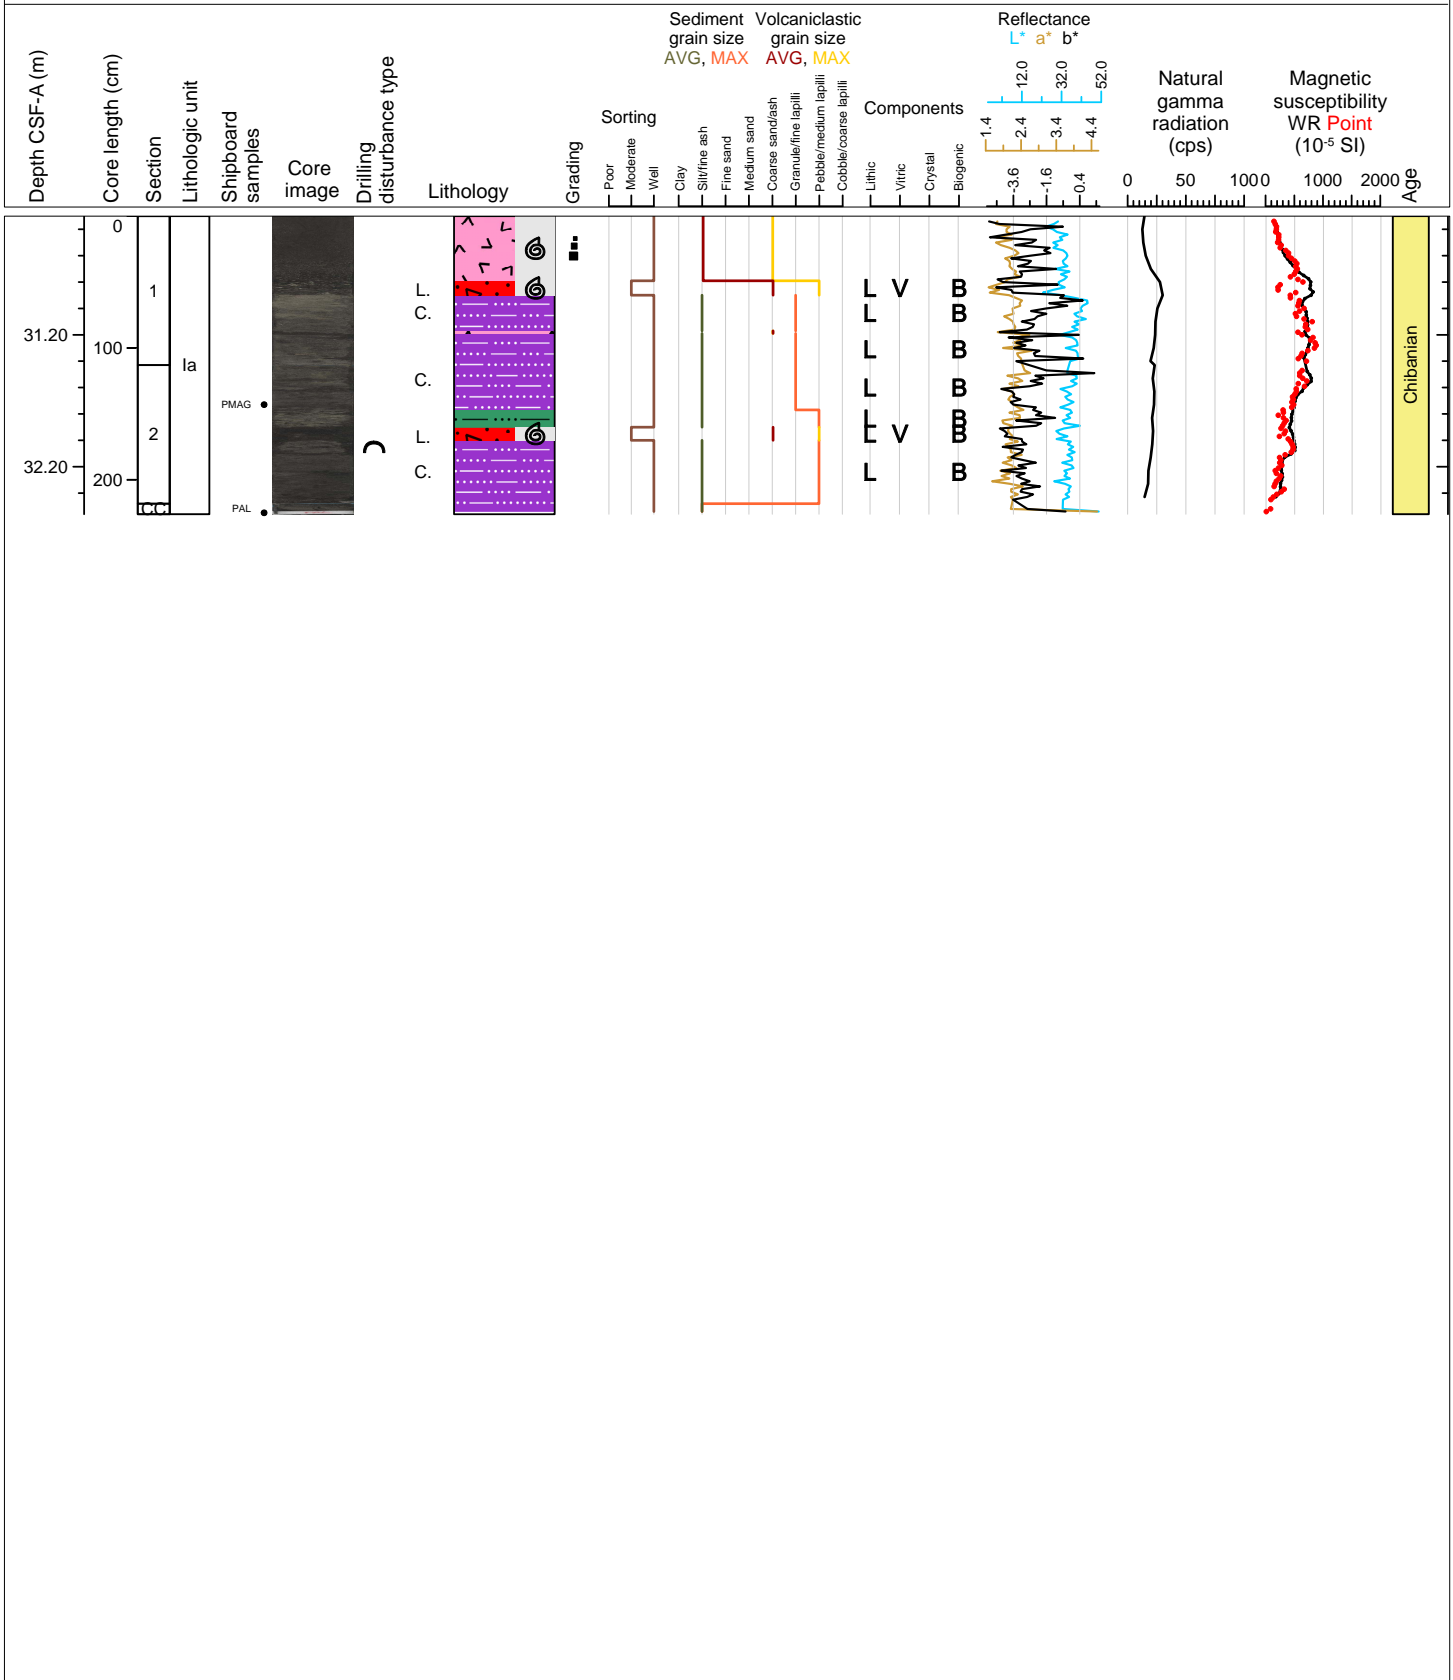 Depth CSF-A (m)
Core length (cm)
Section
Lithologic unit
Shipboard
samples
Core
image
Drilling
disturbance type
Lithology
Grading
Sorting
Poor
Moderate
Well
Sediment
grain size
AVG, MAX
Volcaniclastic
grain size
AVG, MAX
Clay
Silt/fine ash
Fine sand
Medium sand
Coarse sand/ash
Granule/fine lapilli
Pebble/medium lapilli
Cobble/coarse lapilli
Components
Lithic
Vitric
Crystal
Biogenic
Reflectance
L* a* b*
12.0 32.0 52.0
1.4 2.4 3.4 4.4
-3.6 -1.6 0.4
Natural
gamma
radiation
(cps)
0 50 100
Magnetic
susceptibility
WR Point
(10-5 SI)
0 1000 2000
Age
0
1
L. L V B
C. L B
31.20
100
Ia
L B
C. L B
PMAG
B
2
L. L V B
32.20
C. L B
200
CC
PAL
Chibanian